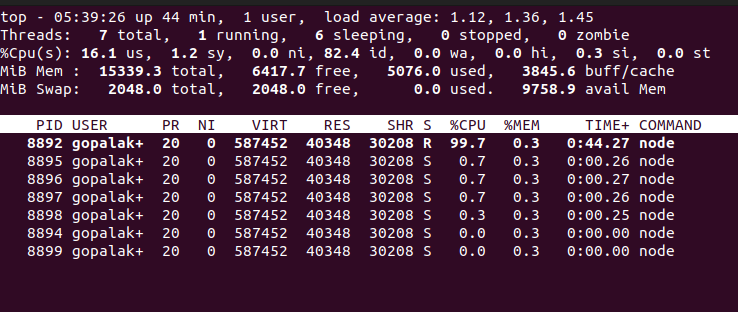 top - 05:39:26 up 44 min,  1 user,  load average: 1.12, 1.36, 1.45
Threads:   7 total,   1 running,   6 sleeping,   0 stopped,   0 zombie
%Cpu(s): 16.1 us,  1.2 sy,  0.0 ni, 82.4 id,  0.0 wa,  0.0 hi,  0.3 si,  0.0 st
MiB Mem :  15339.3 total,   6417.7 free,   5076.0 used,   3845.6 buff/cache
MiB Swap:   2048.0 total,   2048.0 free,      0.0 used.   9758.9 avail Mem
PID USER      PR  NI    VIRT    RES    SHR S  %CPU  %MEM     TIME+ COMMAND
8892 gopalak+  20   0  587452  40348  30208 R  99.7   0.3   0:44.27 node
8895 gopalak+  20   0  587452  40348  30208 S   0.7   0.3   0:00.26 node
8896 gopalak+  20   0  587452  40348  30208 S   0.7   0.3   0:00.27 node
8897 gopalak+  20   0  587452  40348  30208 S   0.7   0.3   0:00.26 node
8898 gopalak+  20   0  587452  40348  30208 S   0.3   0.3   0:00.25 node
8894 gopalak+  20   0  587452  40348  30208 S   0.0   0.3   0:00.00 node
8899 gopalak+  20   0  587452  40348  30208 S   0.0   0.3   0:00.00 node